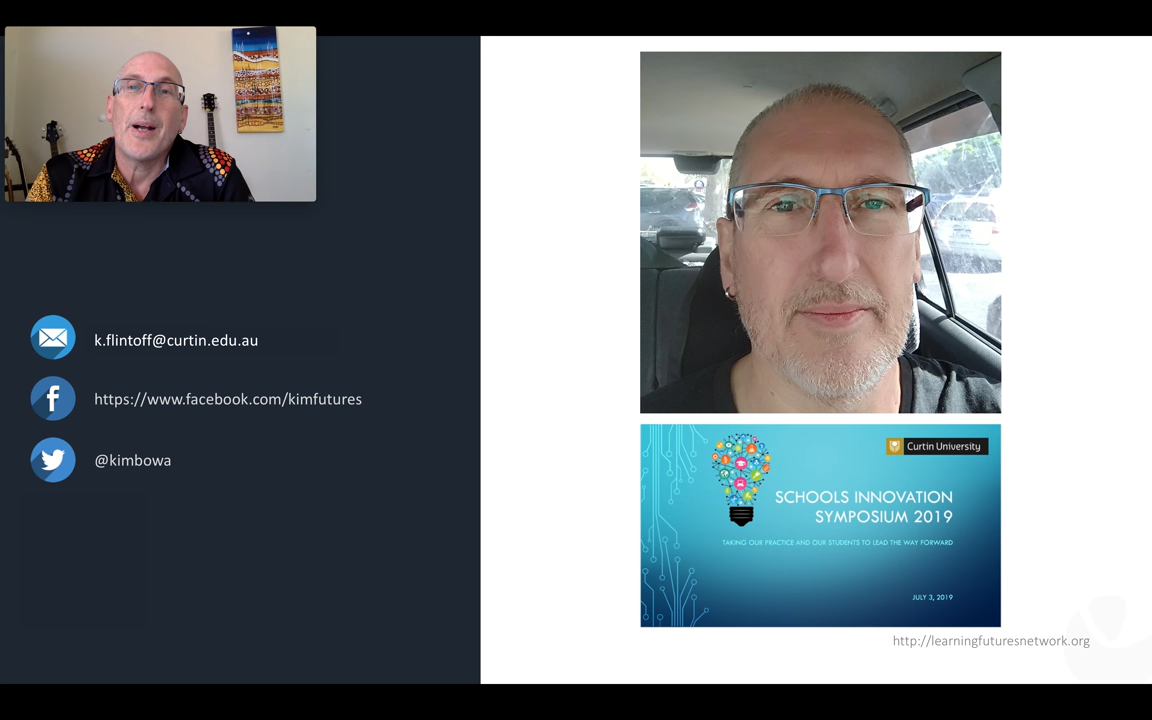 k.flintoff@curtin.edu.au
https://www.facebook.com/kimfutures
@kimbowa
Curtin University
SCHOOLS INNOVATION
SYMPOSIUM 2019
TAKING OUR PRACTICE AND OUR STUDENTS TO LEAD THE WAY FORWARD
JULY 3, 2019
http://learningfuturesnetwork.org